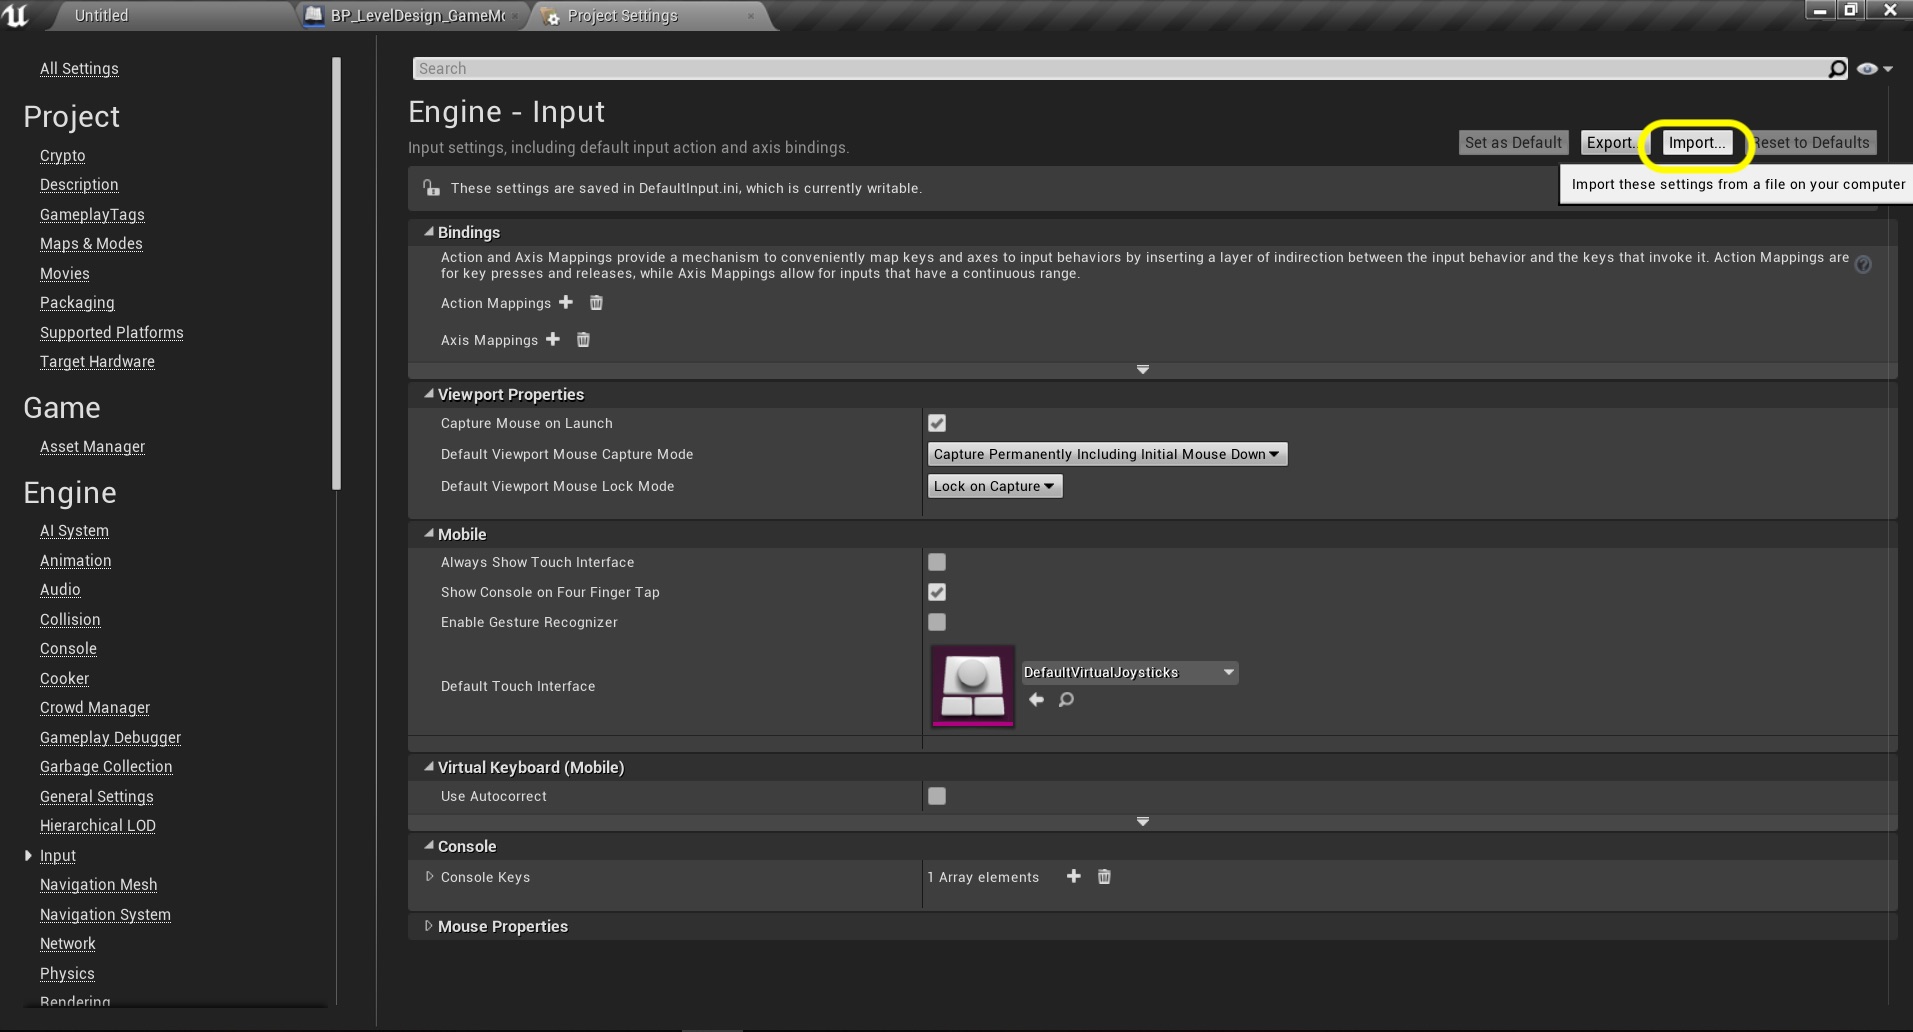 Untitled
BP_LevelDesign_GameMo
Project Settings
All Settings
Project
Crypto
Description
GameplayTags
Maps & Modes
Movies
Packaging
Supported Platforms
Target Hardware
Game
Asset Manager
Engine
AI System
Animation
Audio
Collision
Console
Cooker
Crowd Manager
Gameplay Debugger
Garbage Collection
General Settings
Hierarchical LOD
Input
Navigation Mesh
Navigation System
Network
Physics
Rendering
Search
Engine - Input
Input settings, including default input action and axis bindings.
Set as Default
Export...
Import...
Reset to Defaults
Import these settings from a file on your computer
These settings are saved in DefaultInput.ini, which is currently writable.
Bindings
Action and Axis Mappings provide a mechanism to conveniently map keys and axes to input behaviors by inserting a layer of indirection between the input behavior and the keys that invoke it. Action Mappings are
for key presses and releases, while Axis Mappings allow for inputs that have a continuous range.
Action Mappings
Axis Mappings
Viewport Properties
Capture Mouse on Launch
Default Viewport Mouse Capture Mode
Capture Permanently Including Initial Mouse Down
Default Viewport Mouse Lock Mode
Lock on Capture
Mobile
Always Show Touch Interface
Show Console on Four Finger Tap
Enable Gesture Recognizer
Default Touch Interface
DefaultVirtualJoysticks
Virtual Keyboard (Mobile)
Use Autocorrect
Console
Console Keys
1 Array elements
Mouse Properties